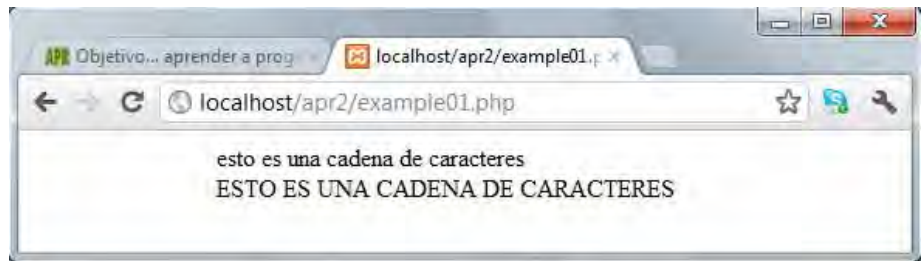 APR Objetivo... aprender a prog
localhost/apr2/example01.p
localhost/apr2/example01.php
esto es una cadena de caracteres
ESTO ES UNA CADENA DE CARACTERES